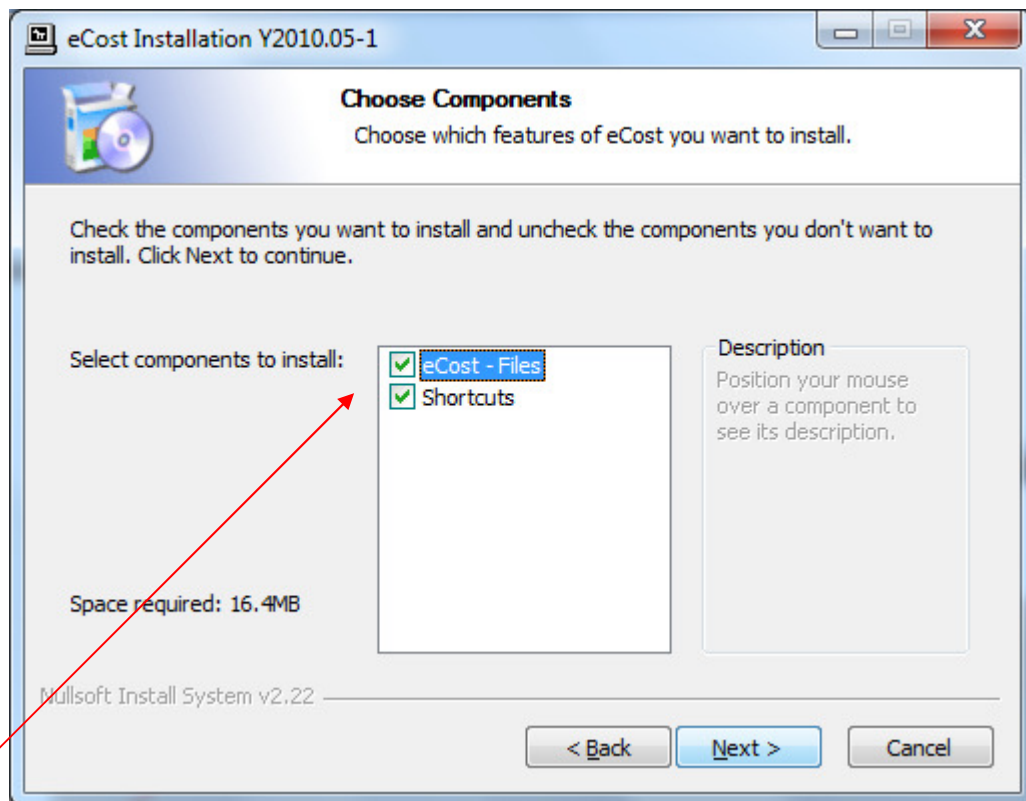 eCost Installation Y2010.05-1
Choose Components
Choose which features of eCost you want to install.
Check the components you want to install and uncheck the components you don't want to
install. Click Next to continue.
Select components to install:
eCost - Files
Shortcuts
Description
Position your mouse
over a component to
see its description.
Space required: 16.4MB
Nullsoft Install System v2.22
< Back
Next >
Cancel